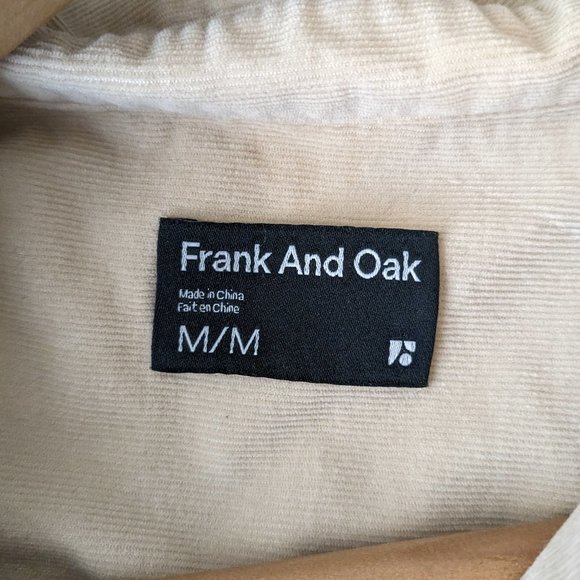 Frank And Oak
Made in China
Fait en Chine
M/M